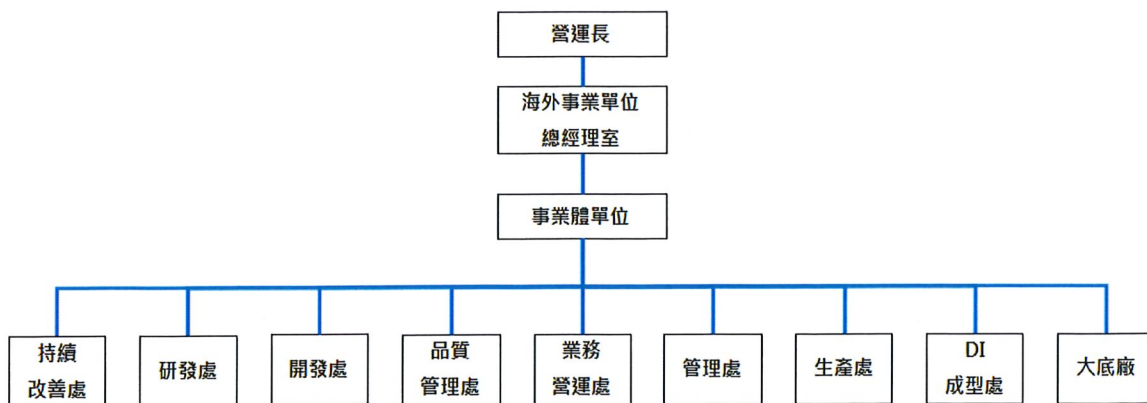 營運長
海外事業單位
總經理室
事業體單位
持續
改善處
研發處
開發處
品質
管理處
業務
營運處
管理處
生產處
DI
成型處
大底廠